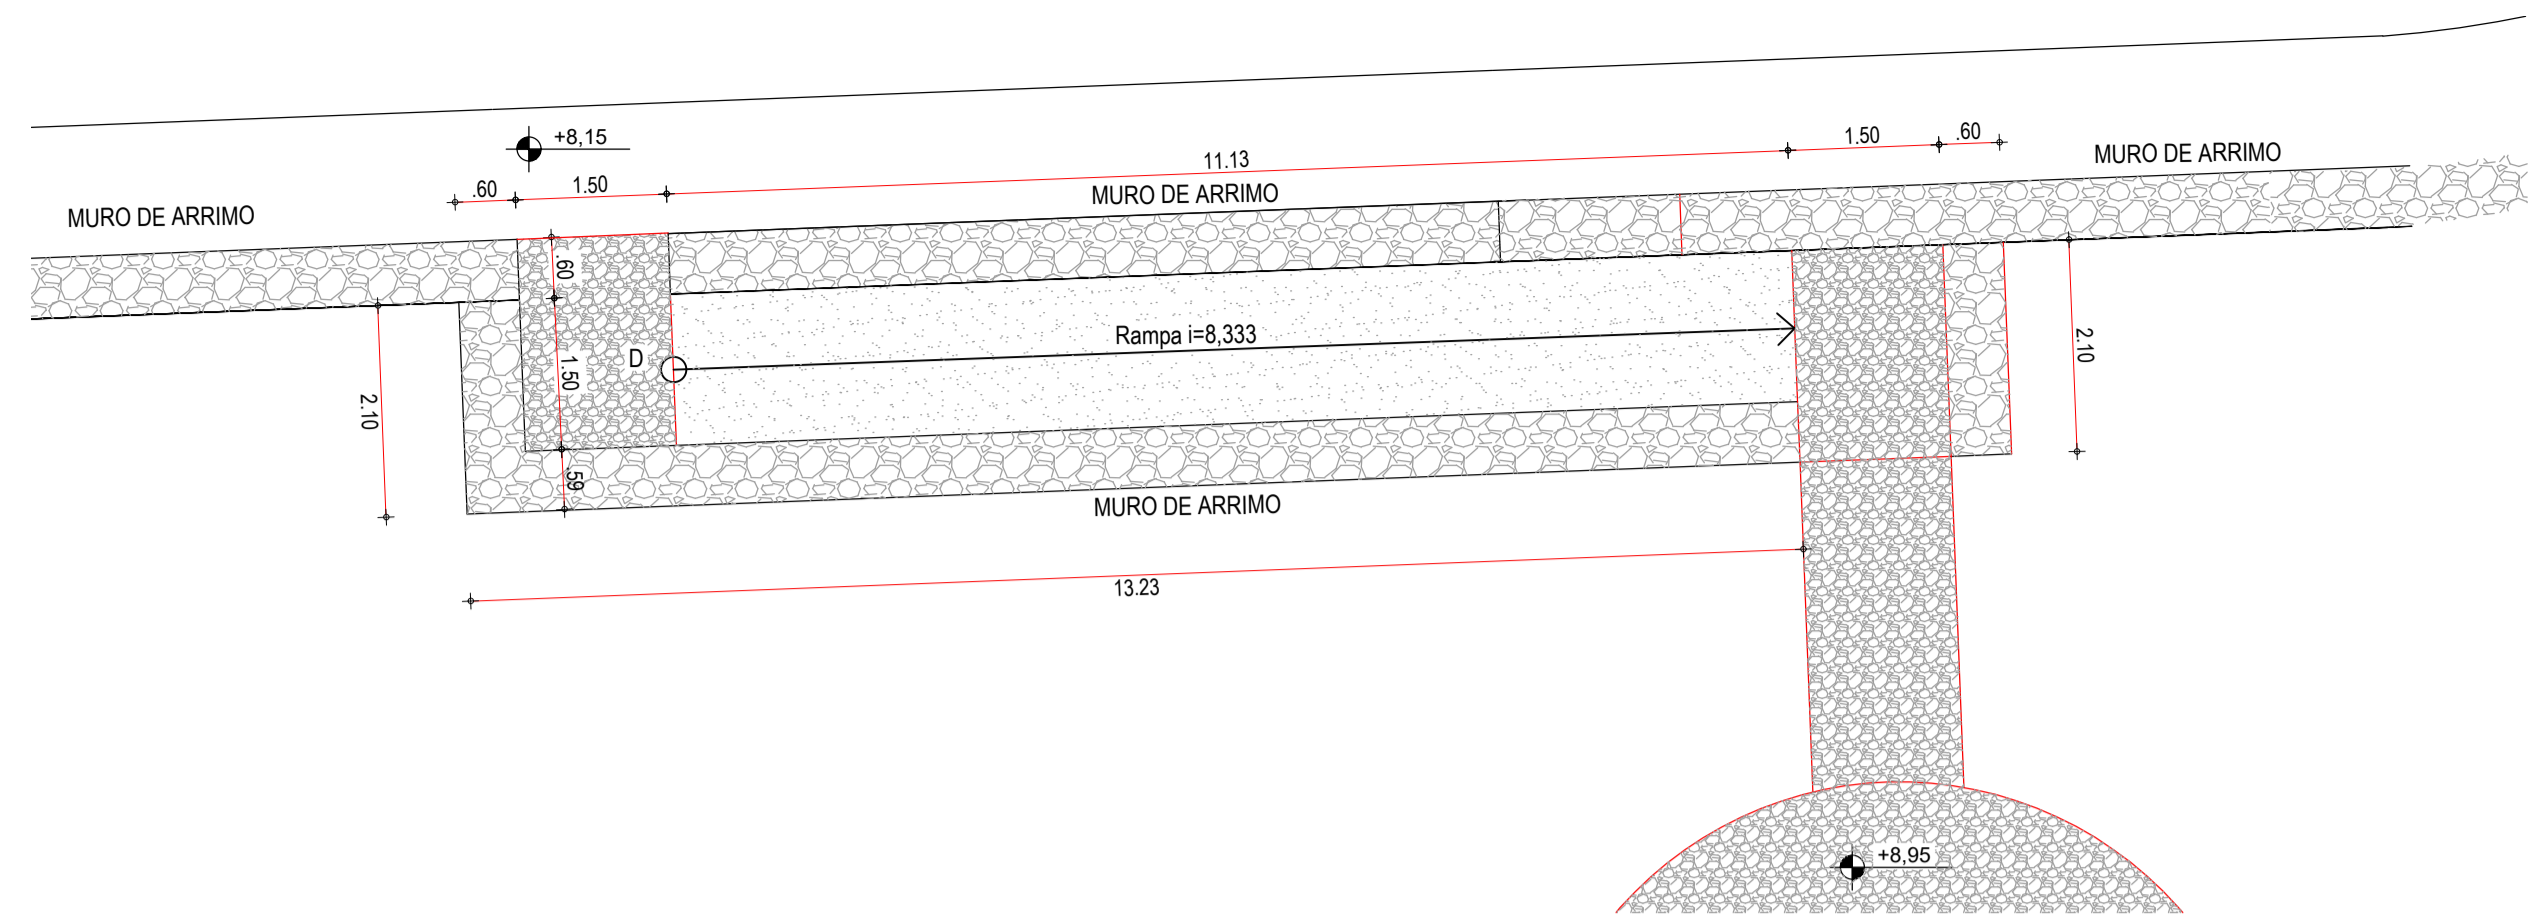 +8,15
1.50
.60
MURO DE ARRIMO
11.13
.60
1.50
MURO DE ARRIMO
MURO DE ARRIMO
.60
Rampa i=8,333
2.10
D
1.50
2.10
.59
MURO DE ARRIMO
13.23
+8,95